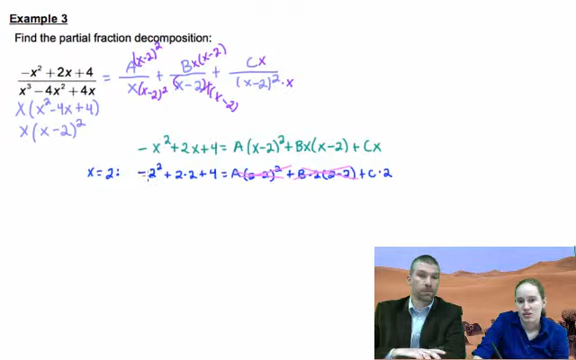 Example 3
Find the partial fraction decomposition:
(-x² + 2x + 4)/(x³ - 4x² + 4x) = A(x-2)²/(x(x-2)²) + Bx(x-2)/((x-2)x(x-2)) + Cx/((x-2)²·x)
x(x²-4x+4)
x(x-2)²
-x²+2x+4 = A(x-2)²+Bx(x-2)+Cx
x=2: -2²+2·2+4 = A(2-2)²+B·2(2-2)+C·2